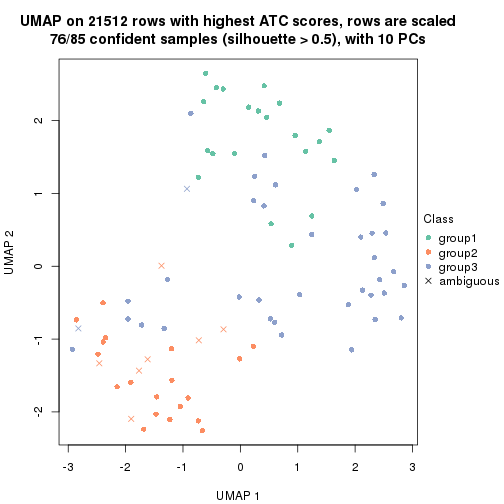 UMAP on 21512 rows with highest ATC scores, rows are scaled
76/85 confident samples (silhouette > 0.5), with 10 PCs
2
1
0
-1
-2
UMAP 2
-3
-2
-1
0
1
2
3
UMAP 1
Class
group1
group2
group3
ambiguous